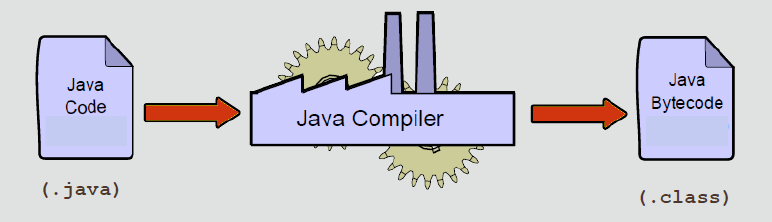 Java
Code
(.java)
Java Compiler
Java
Bytecode
(.class)